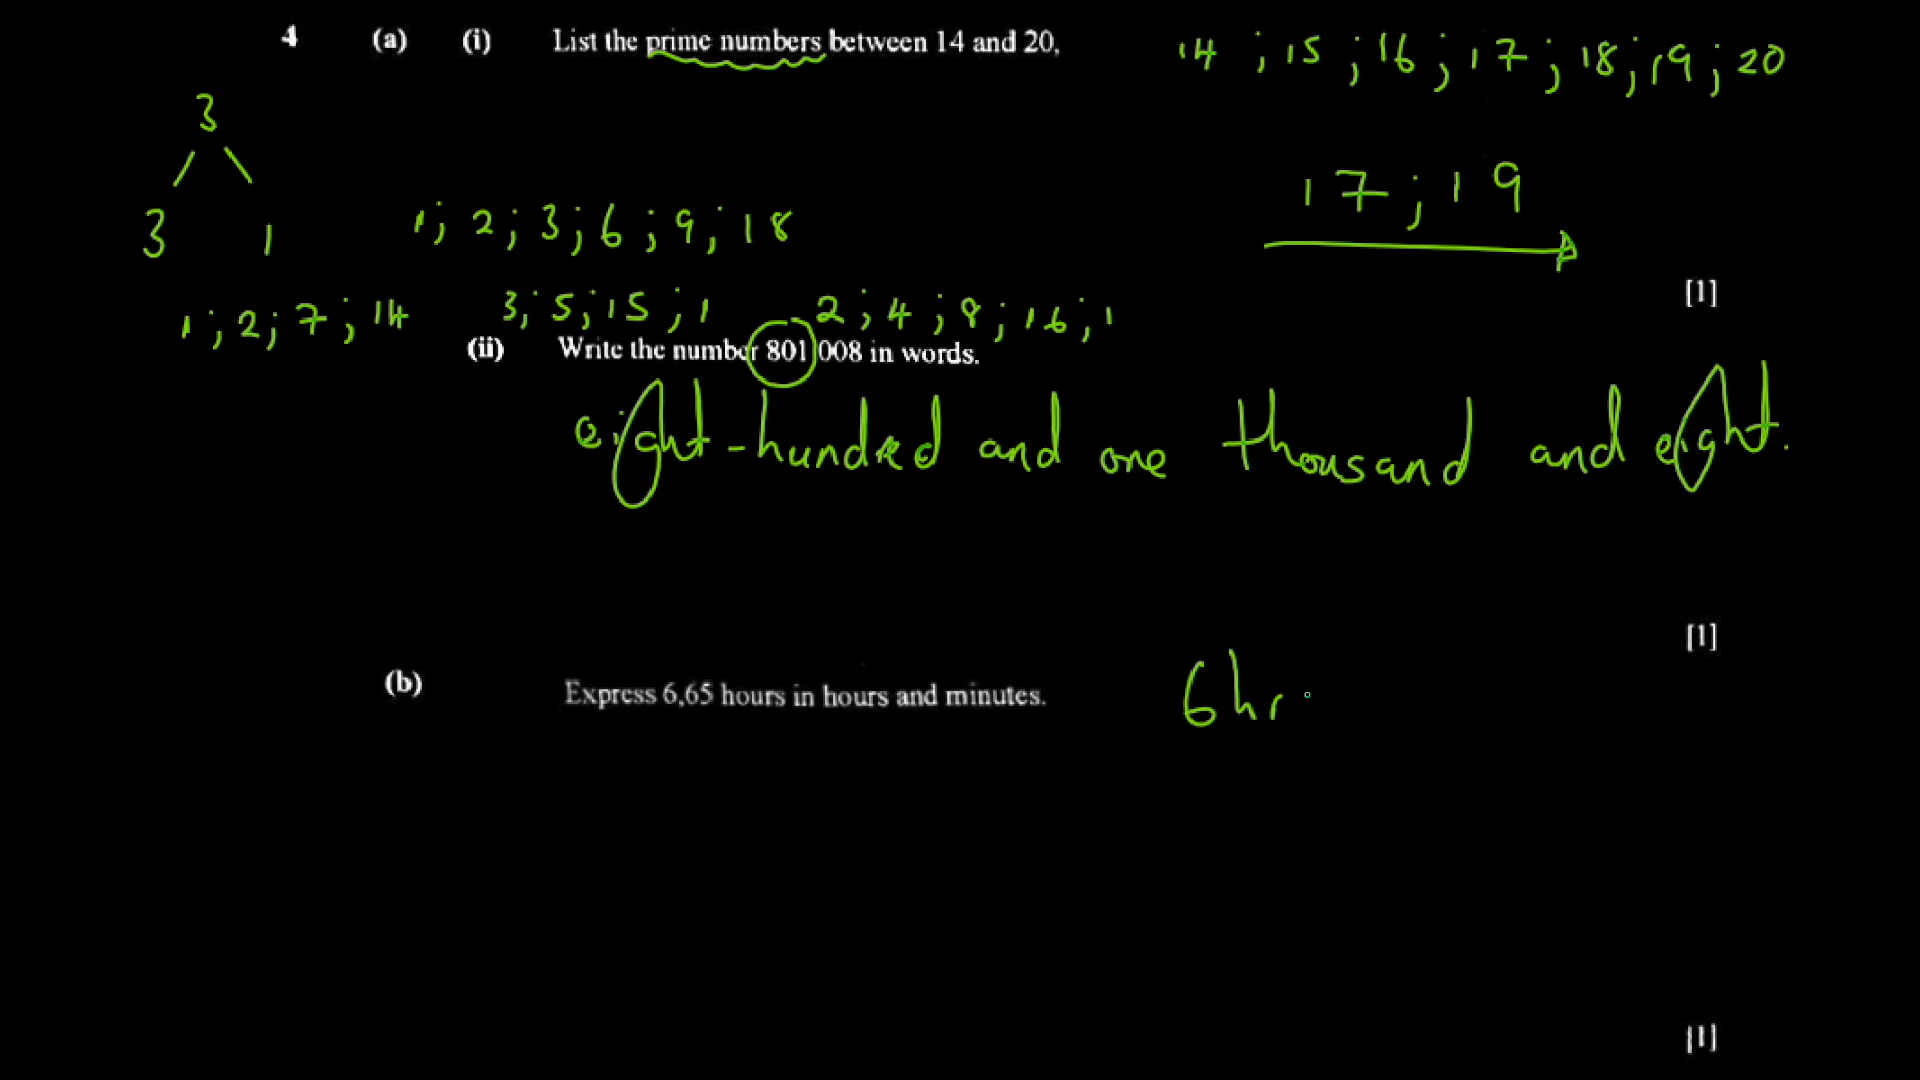 4 (a) (i) List the prime numbers between 14 and 20, 14 ; 15 ; 16 ; 17 ; 18 ; 19 ; 20
3
17 ; 19
3 1
1; 2 ; 3 ; 6 ; 9 ; 18
[1]
1 ; 2 ; 7 ; 14 3; 5 ; 15 ; 1 2 ; 4 ; 8 ; 16 ; 1
(ii) Write the number 801 008 in words.
eight-hundred and one thousand and eight.
[1]
(b) Express 6,65 hours in hours and minutes. 6hr
[1]